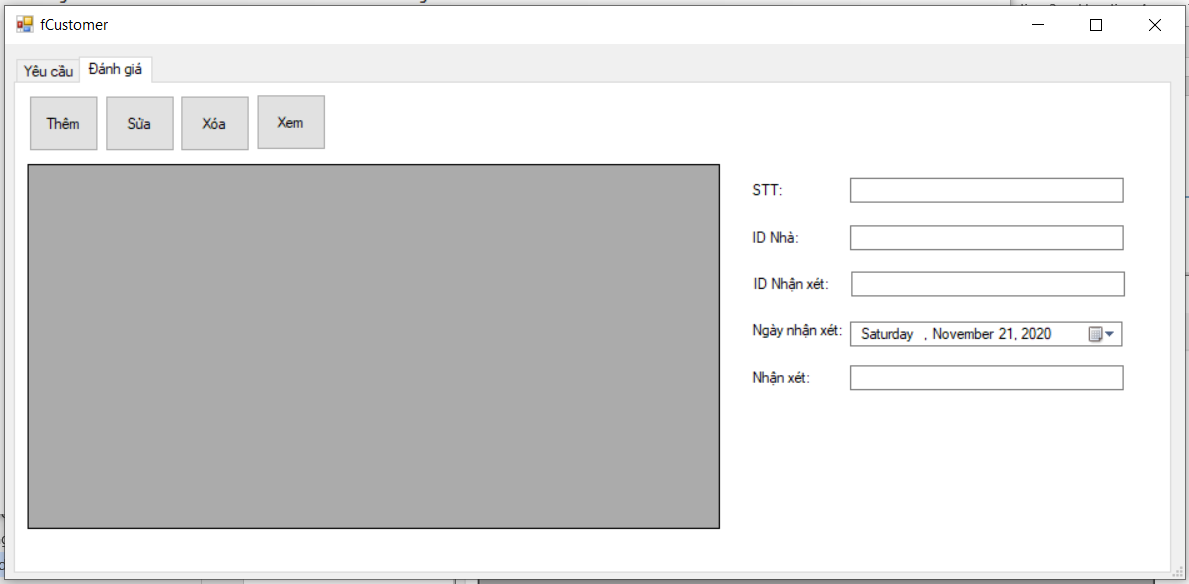 fCustomer
Yêu cầu
Đánh giá
Thêm
Sửa
Xóa
Xem
STT:
ID Nhà:
ID Nhận xét:
Ngày nhận xét:
Saturday , November 21, 2020
Nhận xét: